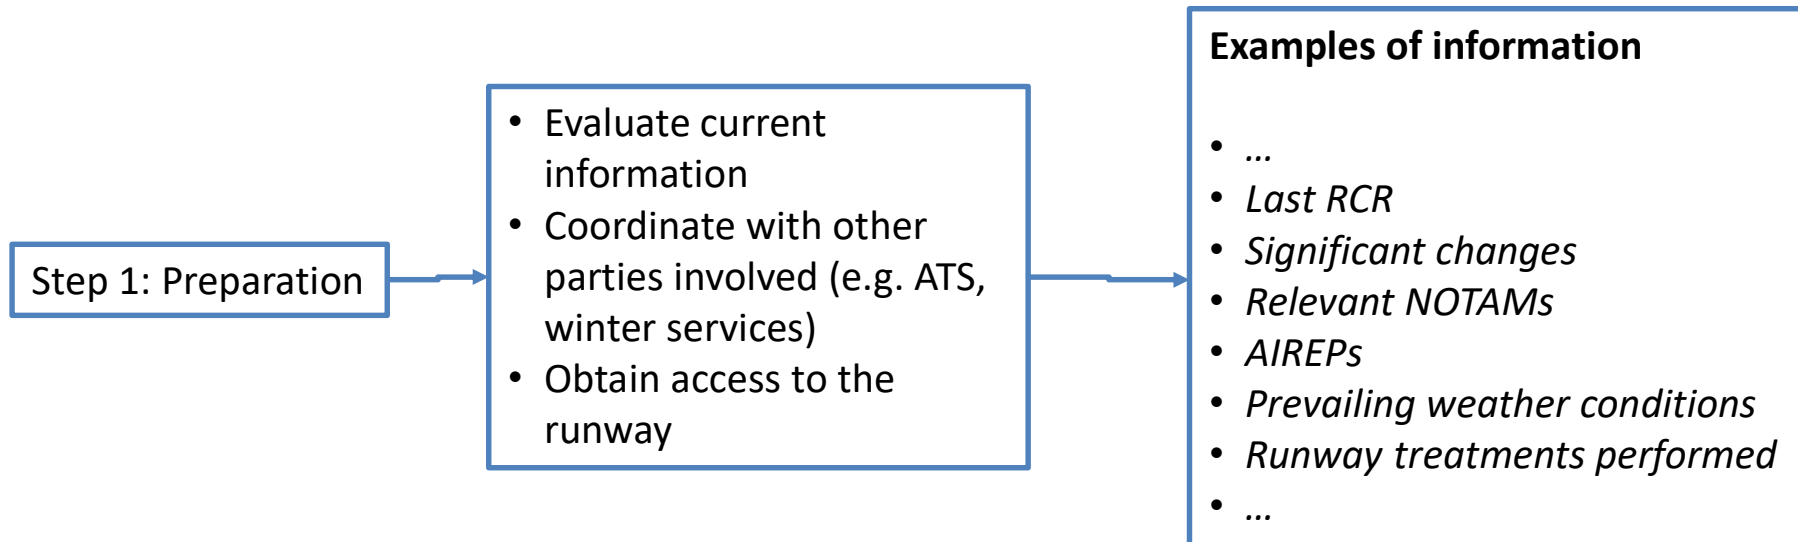 Step 1: Preparation
• Evaluate current
information
• Coordinate with other
parties involved (e.g. ATS,
winter services)
• Obtain access to the
runway
Examples of information
• …
• Last RCR
• Significant changes
• Relevant NOTAMs
• AIREPs
• Prevailing weather conditions
• Runway treatments performed
• …